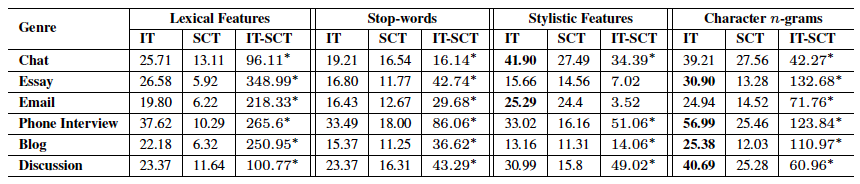 Genre Lexical Features Stop-words Stylistic Features Character n-grams
IT SCT IT-SCT IT SCT IT-SCT IT SCT IT-SCT IT SCT IT-SCT
Chat 25.71 13.11 96.11* 19.21 16.54 16.14* 41.90 27.49 34.39* 39.21 27.56 42.27*
Essay 26.58 5.92 348.99* 16.80 11.77 42.74* 15.66 14.56 7.02 30.90 13.28 132.68*
Email 19.80 6.22 218.33* 16.43 12.67 29.68* 25.29 24.4 3.52 24.94 14.52 71.76*
Phone Interview 37.62 10.29 265.6* 33.49 18.00 86.06* 33.02 16.16 51.06* 56.99 25.46 123.84*
Blog 22.18 6.32 250.95* 15.37 11.25 36.62* 13.16 11.31 14.06* 25.38 12.03 110.97*
Discussion 23.37 11.64 100.77* 23.37 16.31 43.29* 30.99 15.8 49.02* 40.69 25.28 60.96*